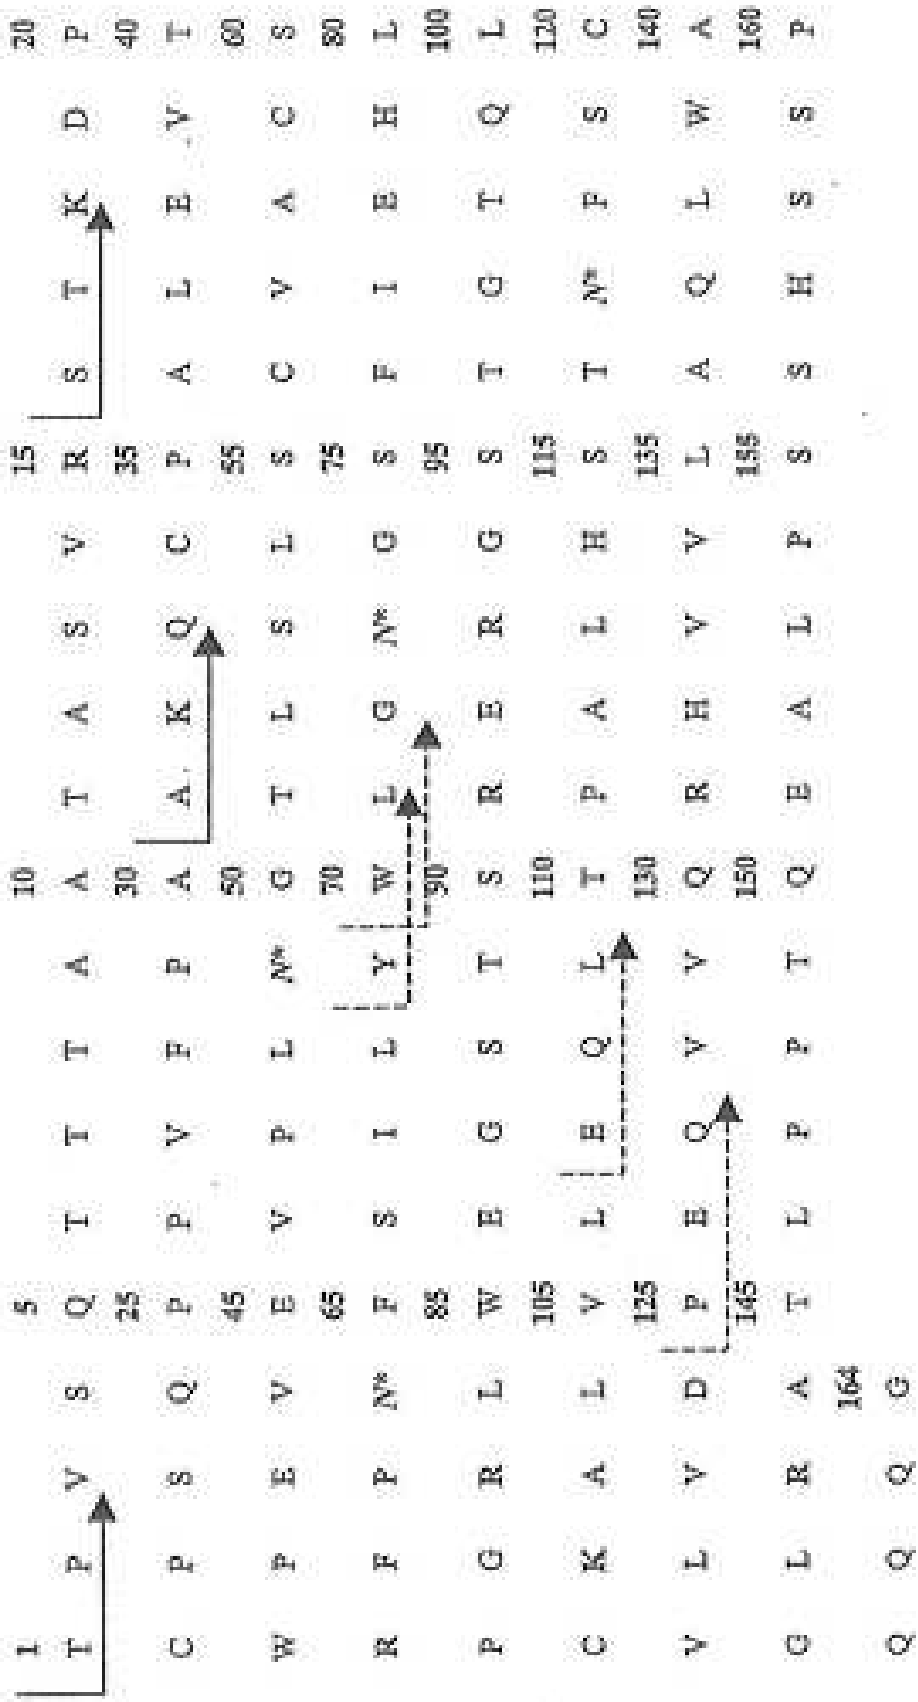 1 5 10 15 20
T P V S Q T T T A A T A S V R S T K D P
25 30 35 40
C P S Q P P V F P A A K Q C P A L E V T
45 50 55 60
W P E V E V P L N* G T L S L S C V A C S
65 70 75 80
R F P N* F S I L Y W L G N* G S F I E H L
85 90 95 100
P G R L W E G S T S R E R G S T G T Q L
105 110 115 120
C K A L V L E Q L T P A L H S T N* F S C
125 130 135 140
V L V D P E Q V V Q R H V V L A Q L W A
145 150 155 160
G L R A T L P P T Q E A L P S S H S S P
164
Q Q Q G